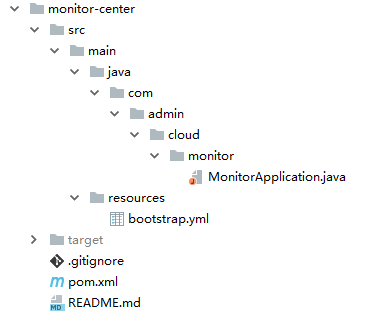 monitor-center
src
main
java
com
admin
cloud
monitor
MonitorApplication.java
resources
bootstrap.yml
target
.gitignore
pom.xml
MD README.md